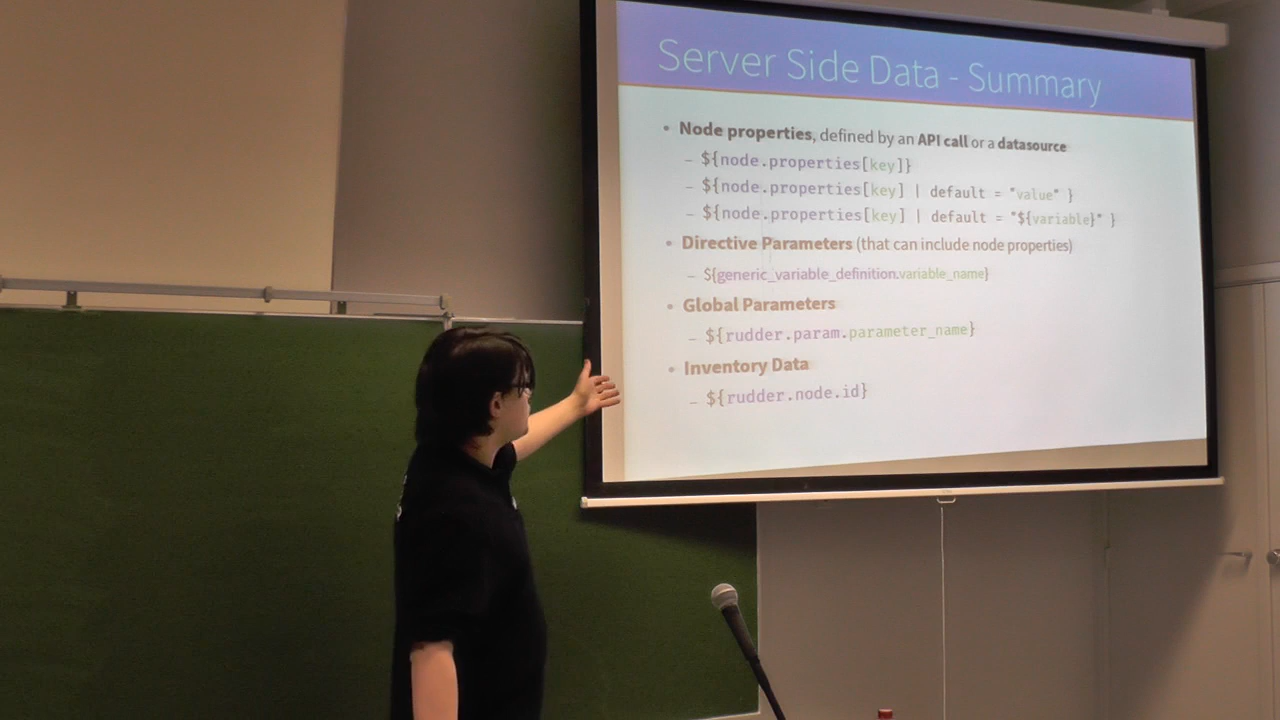 Server Side Data - Summary
• Node properties, defined by an API call or a datasource
– ${node.properties[key]}
– ${node.properties[key] | default = "value" }
– ${node.properties[key] | default = "${variable}" }
• Directive Parameters (that can include node properties)
– ${generic_variable_definition.variable_name}
• Global Parameters
– ${rudder.param.parameter_name}
• Inventory Data
– ${rudder.node.id}